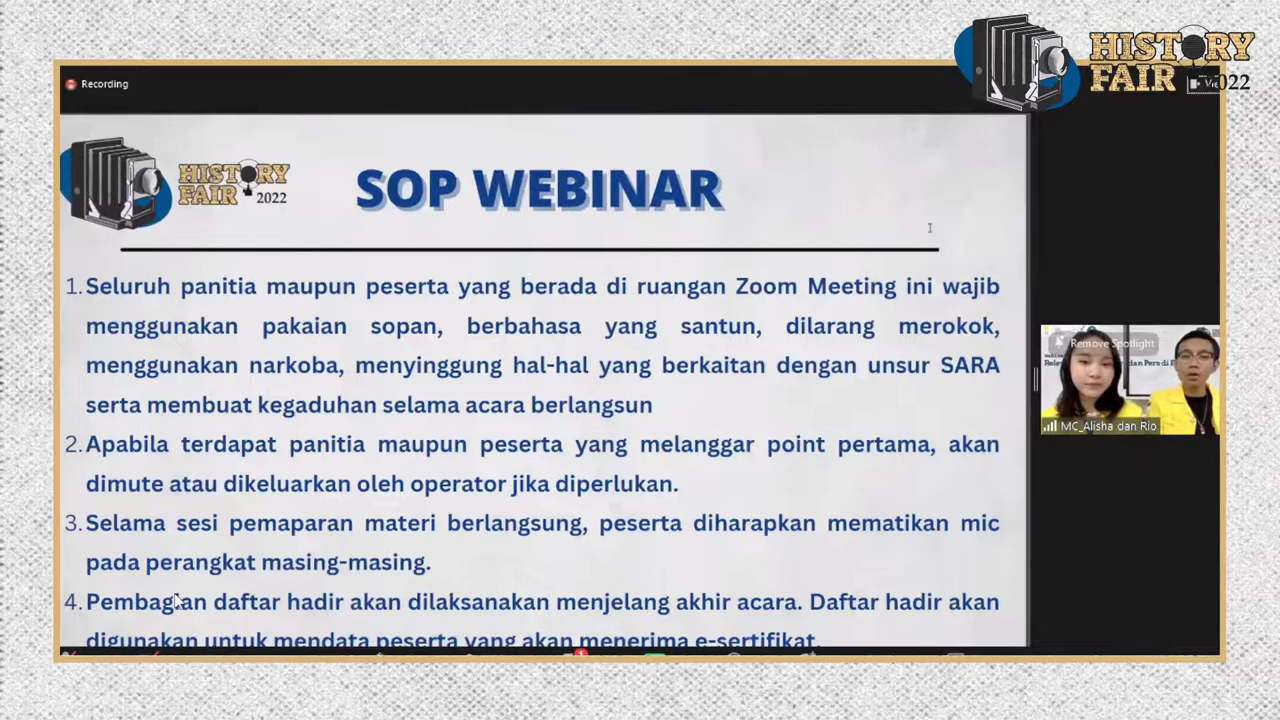 HISTORY
FAIR 2022
Recording
HISTORY
FAIR 2022
SOP WEBINAR
1. Seluruh panitia maupun peserta yang berada di ruangan Zoom Meeting ini wajib
menggunakan pakaian sopan, berbahasa yang santun, dilarang merokok,
menggunakan narkoba, menyinggung hal-hal yang berkaitan dengan unsur SARA
serta membuat kegaduhan selama acara berlangsun
2. Apabila terdapat panitia maupun peserta yang melanggar point pertama, akan
dimute atau dikeluarkan oleh operator jika diperlukan.
3. Selama sesi pemaparan materi berlangsung, peserta diharapkan mematikan mic
pada perangkat masing-masing.
4. Pembagian daftar hadir akan dilaksanakan menjelang akhir acara. Daftar hadir akan
digunakan untuk mendata peserta yang akan menerima e-sertifikat.
Remove Spotlight
dan Pers di
MC_Alisha dan Rio